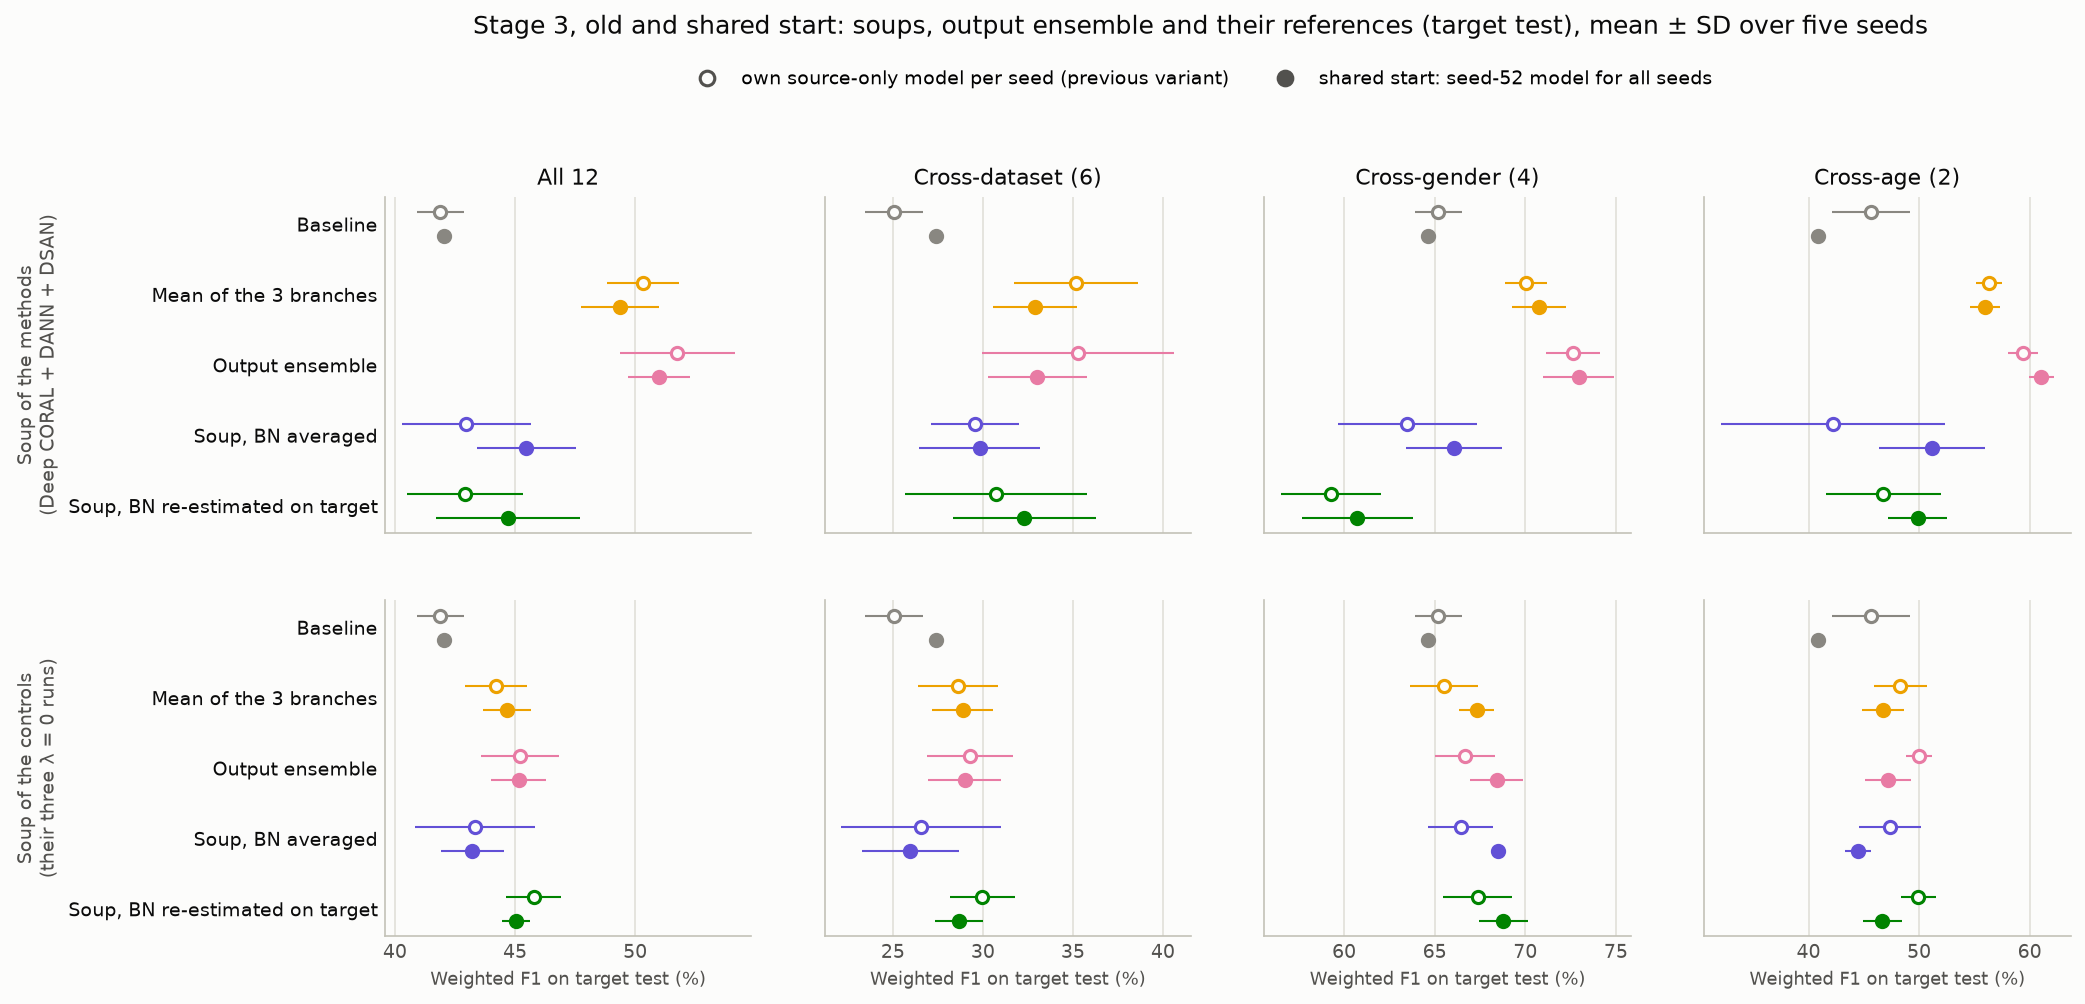 Stage 3, old and shared start: soups, output ensemble and their references (target test), mean ± SD over five seeds
own source-only model per seed (previous variant)
shared start: seed-52 model for all seeds
All 12
Cross-dataset (6)
Cross-gender (4)
Cross-age (2)
Soup of the methods
(Deep CORAL + DANN + DSAN)
Baseline
Mean of the 3 branches
Output ensemble
Soup, BN averaged
Soup, BN re-estimated on target
Soup of the controls
(their three λ = 0 runs)
Baseline
Mean of the 3 branches
Output ensemble
Soup, BN averaged
Soup, BN re-estimated on target
40 45 50
25 30 35 40
60 65 70 75
40 50 60
Weighted F1 on target test (%)
Weighted F1 on target test (%)
Weighted F1 on target test (%)
Weighted F1 on target test (%)